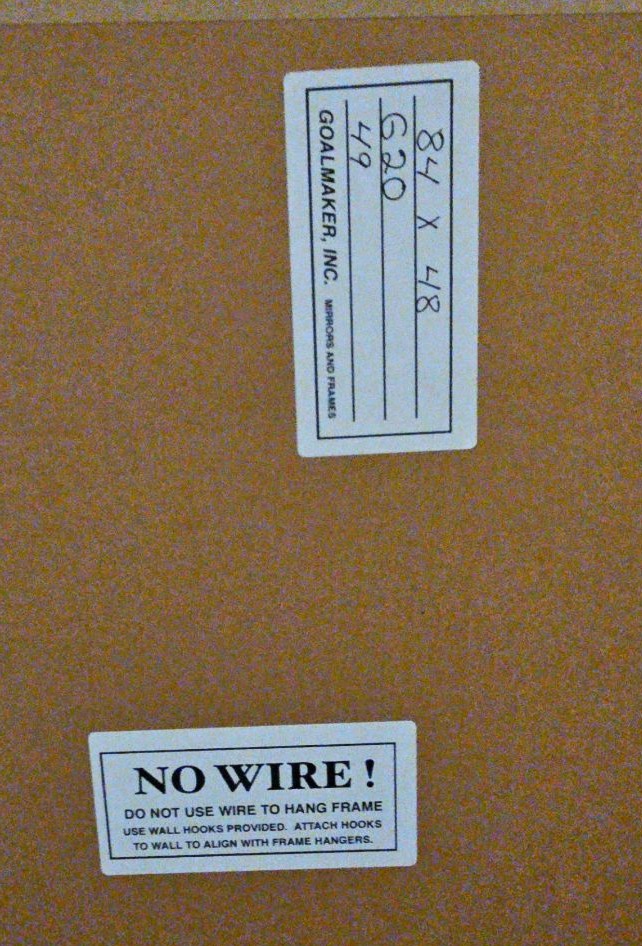 84 X 48
G20
49
GOALMAKER, INC. MIRRORS AND FRAMES
NO WIRE !
DO NOT USE WIRE TO HANG FRAME
USE WALL HOOKS PROVIDED. ATTACH HOOKS
TO WALL TO ALIGN WITH FRAME HANGERS.